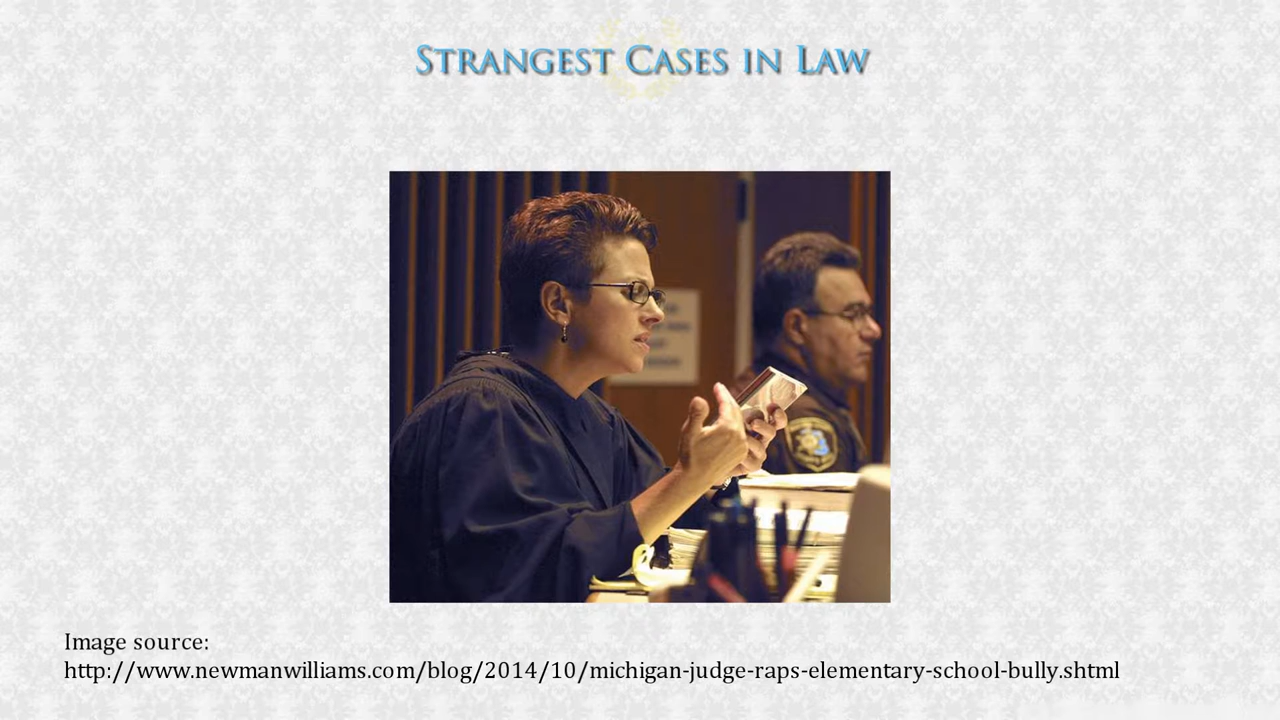 Strangest Cases in Law
Image source:
http://www.newmanwilliams.com/blog/2014/10/michigan-judge-raps-elementary-school-bully.shtml